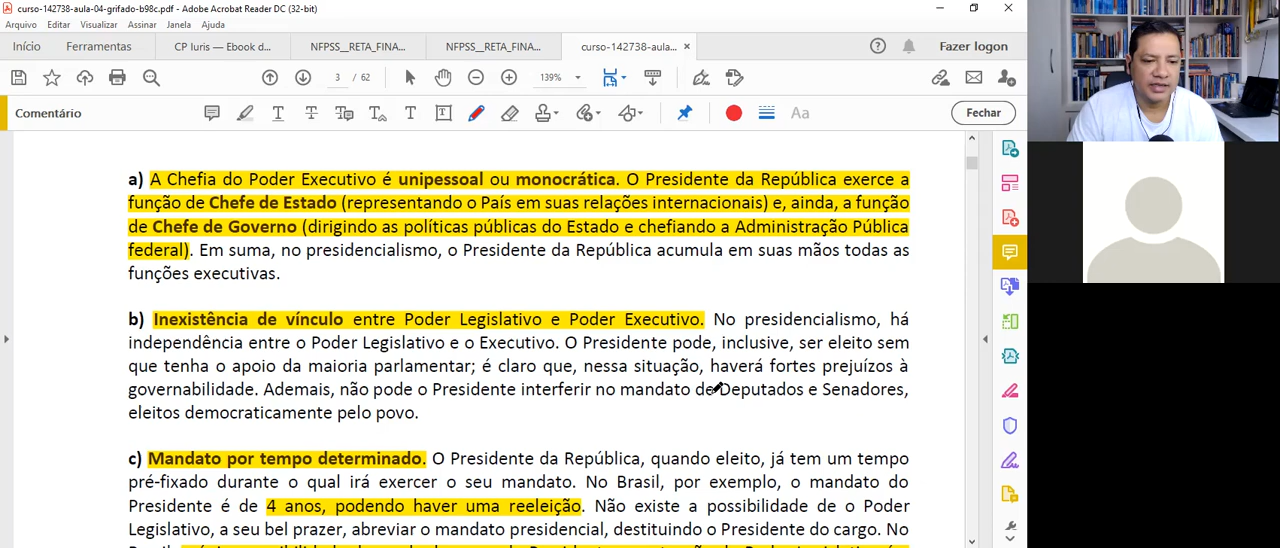 curso-142738-aula-04-grifado-b98c.pdf - Adobe Acrobat Reader DC (32-bit)
Arquivo Editar Visualizar Assinar Janela Ajuda
Início Ferramentas CP Iuris — Ebook d... NFPSS_RETA_FINA... NFPSS_RETA_FINA... curso-142738-aula... × Fazer logon
3 / 62 139%
Comentário Aa Fechar
a) A Chefia do Poder Executivo é unipessoal ou monocrática. O Presidente da República exerce a
função de Chefe de Estado (representando o País em suas relações internacionais) e, ainda, a função
de Chefe de Governo (dirigindo as políticas públicas do Estado e chefiando a Administração Pública
federal). Em suma, no presidencialismo, o Presidente da República acumula em suas mãos todas as
funções executivas.
b) Inexistência de vínculo entre Poder Legislativo e Poder Executivo. No presidencialismo, há
independência entre o Poder Legislativo e o Executivo. O Presidente pode, inclusive, ser eleito sem
que tenha o apoio da maioria parlamentar; é claro que, nessa situação, haverá fortes prejuízos à
governabilidade. Ademais, não pode o Presidente interferir no mandato de Deputados e Senadores,
eleitos democraticamente pelo povo.
c) Mandato por tempo determinado. O Presidente da República, quando eleito, já tem um tempo
pré-fixado durante o qual irá exercer o seu mandato. No Brasil, por exemplo, o mandato do
Presidente é de 4 anos, podendo haver uma reeleição. Não existe a possibilidade de o Poder
Legislativo, a seu bel prazer, abreviar o mandato presidencial, destituindo o Presidente do cargo. No